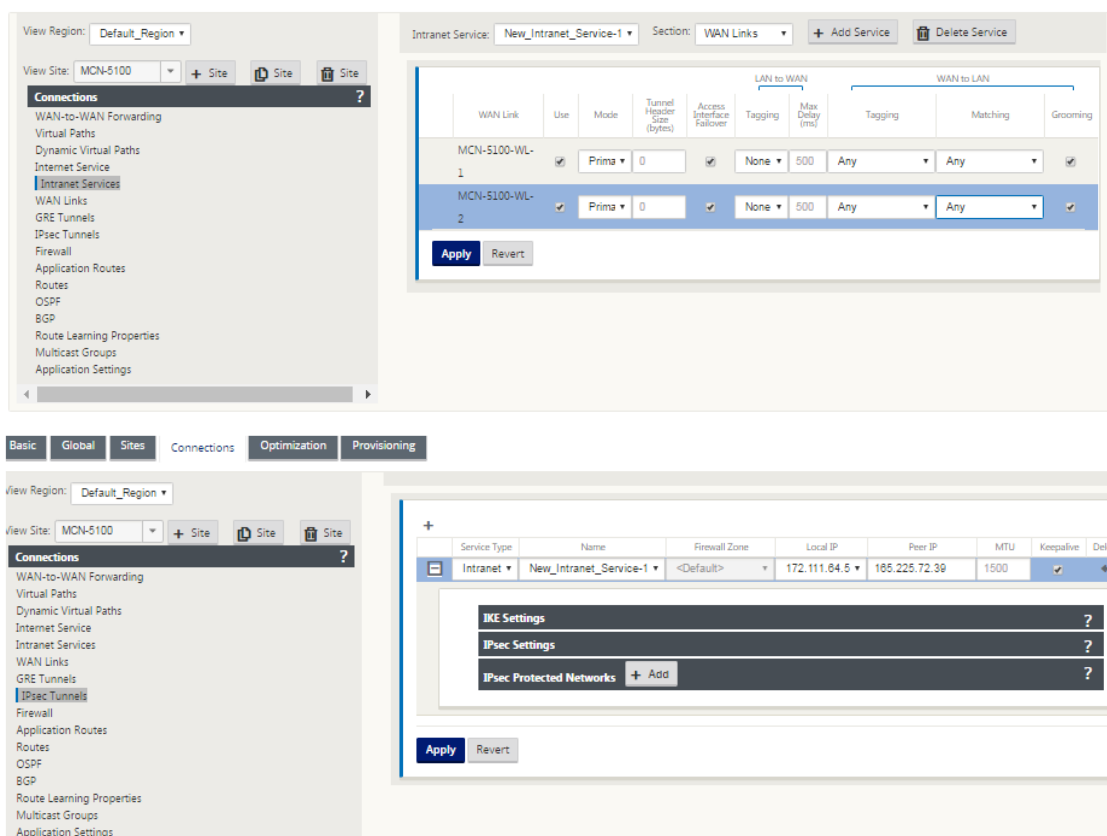 View Region: Default_Region
Intranet Service: New_Intranet_Service-1 Section: WAN Links + Add Service Delete Service
View Site: MCN-5100 + Site Site Site
Connections ?
WAN-to-WAN Forwarding
Virtual Paths
Dynamic Virtual Paths
Internet Service
Intranet Services
WAN Links
GRE Tunnels
IPsec Tunnels
Firewall
Application Routes
Routes
OSPF
BGP
Route Learning Properties
Multicast Groups
Application Settings
LAN to WAN WAN to LAN
WAN Link Use Mode Tunnel Header Size (bytes) Access Interface Failover Tagging Max Delay (ms) Tagging Matching Grooming
MCN-5100-WL-1 Prima 0 None 500 Any Any
MCN-5100-WL-2 Prima 0 None 500 Any Any
Apply Revert
Basic Global Sites Connections Optimization Provisioning
View Region: Default_Region
View Site: MCN-5100 + Site Site Site
Connections ?
WAN-to-WAN Forwarding
Virtual Paths
Dynamic Virtual Paths
Internet Service
Intranet Services
WAN Links
GRE Tunnels
IPsec Tunnels
Firewall
Application Routes
Routes
OSPF
BGP
Route Learning Properties
Multicast Groups
Application Settings
+
Service Type Name Firewall Zone Local IP Peer IP MTU Keepalive Del
Intranet New_Intranet_Service-1 <Default> 172.111.64.5 165.225.72.39 1500
IKE Settings ?
IPsec Settings ?
IPsec Protected Networks + Add ?
Apply Revert